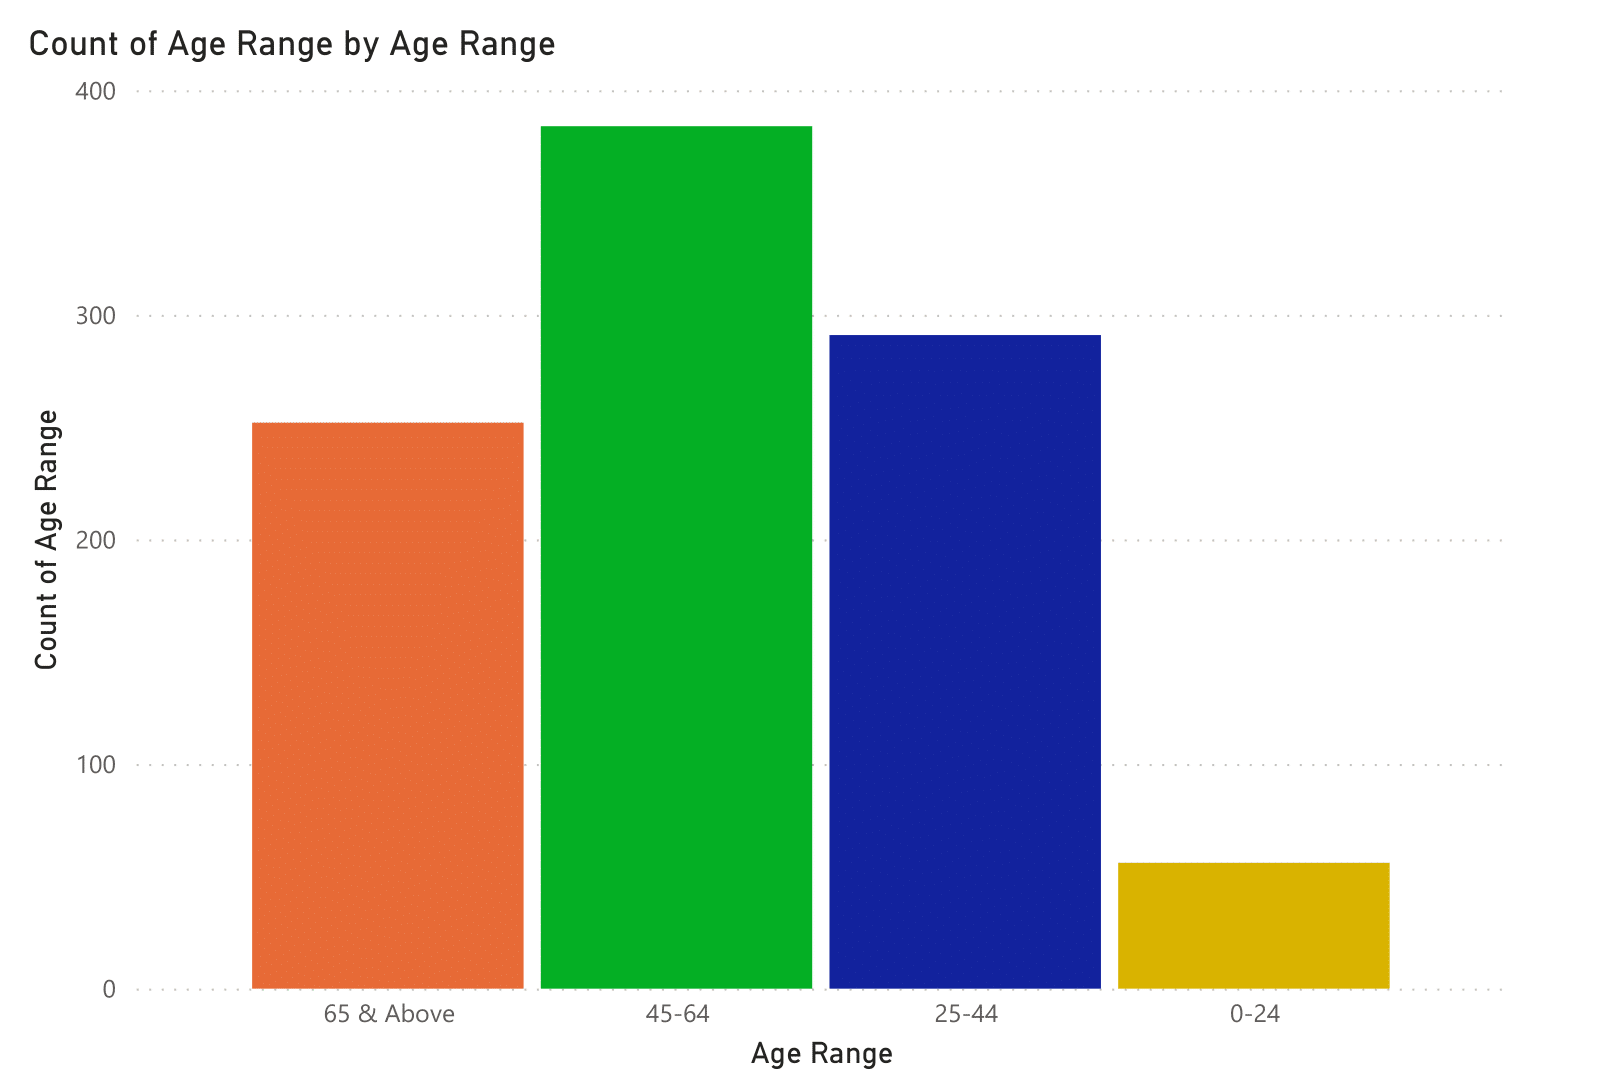 Count of Age Range by Age Range
400
300
200
100
0
Count of Age Range
65 & Above
45-64
25-44
0-24
Age Range